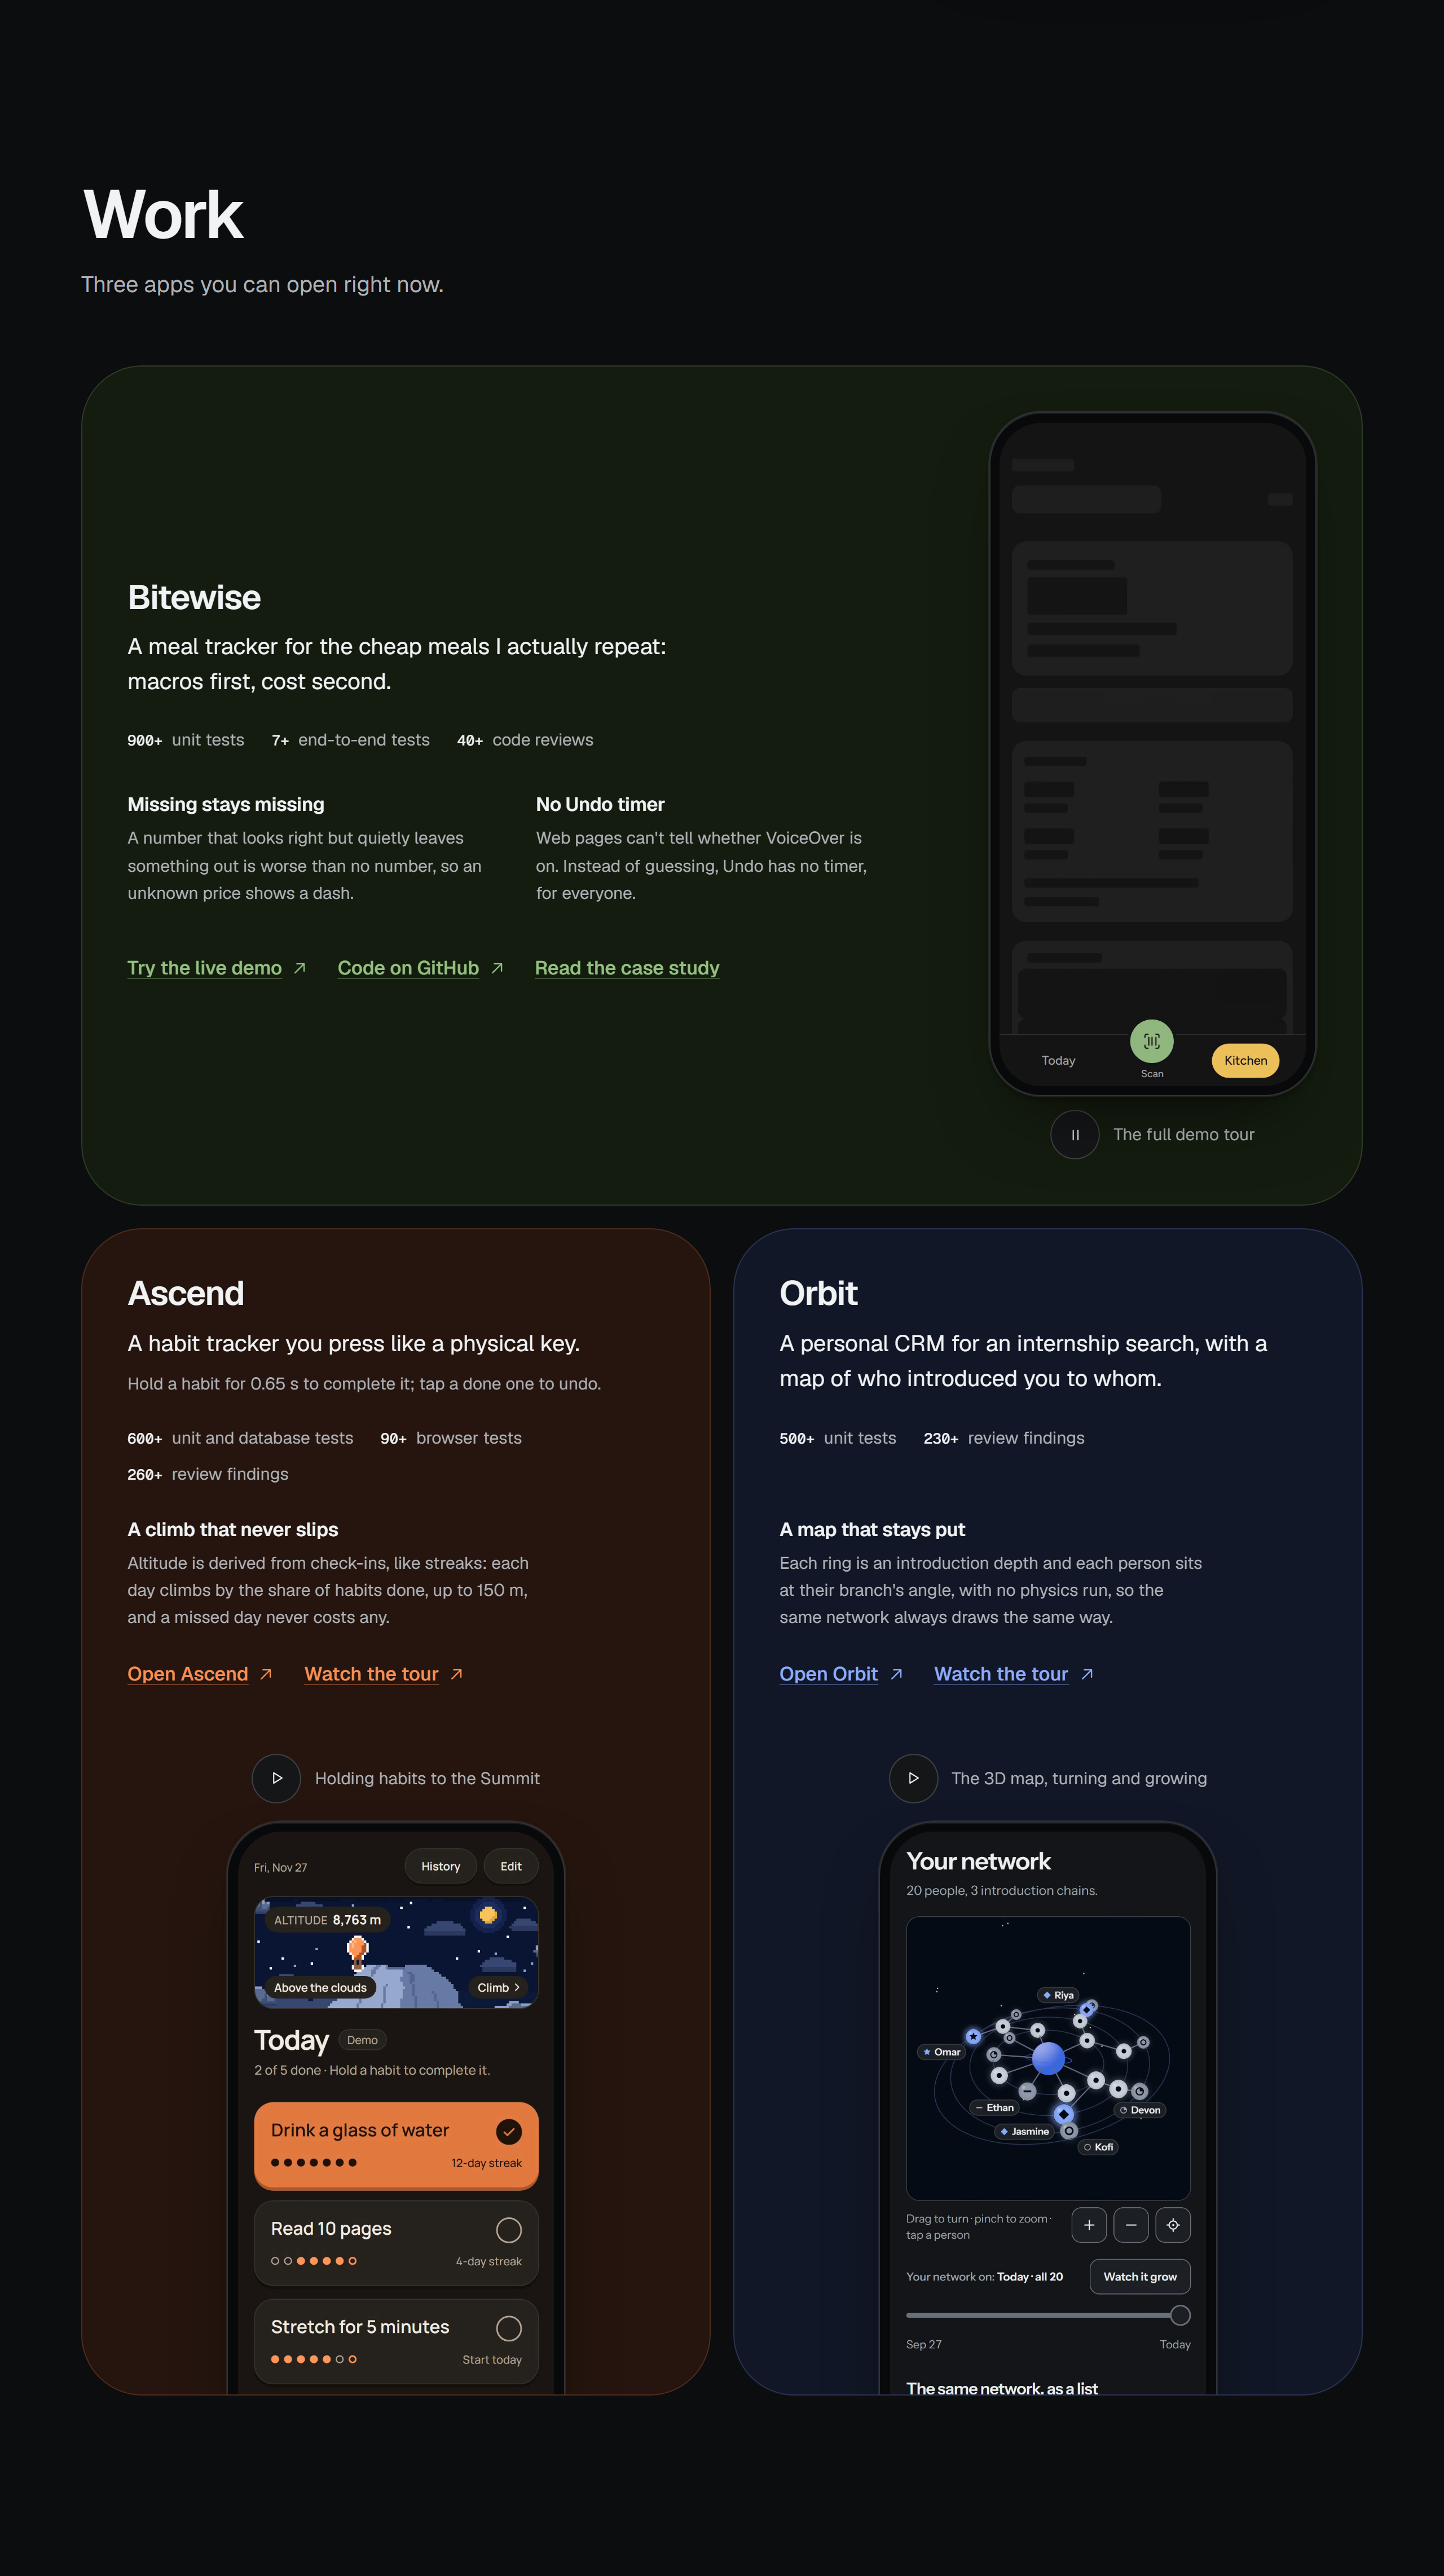 Work
Three apps you can open right now.
Bitewise
A meal tracker for the cheap meals I actually repeat:
macros first, cost second.
900+ unit tests 7+ end-to-end tests 40+ code reviews
Missing stays missing
A number that looks right but quietly leaves
something out is worse than no number, so an
unknown price shows a dash.
No Undo timer
Web pages can't tell whether VoiceOver is
on. Instead of guessing, Undo has no timer,
for everyone.
Try the live demo Code on GitHub Read the case study
Today
Scan
Kitchen
The full demo tour
Ascend
A habit tracker you press like a physical key.
Hold a habit for 0.65 s to complete it; tap a done one to undo.
600+ unit and database tests 90+ browser tests
260+ review findings
A climb that never slips
Altitude is derived from check-ins, like streaks: each
day climbs by the share of habits done, up to 150 m,
and a missed day never costs any.
Open Ascend Watch the tour
Holding habits to the Summit
Fri, Nov 27
History
Edit
ALTITUDE 8,763 m
Above the clouds
Climb
Today
Demo
2 of 5 done · Hold a habit to complete it.
Drink a glass of water
12-day streak
Read 10 pages
4-day streak
Stretch for 5 minutes
Start today
Orbit
A personal CRM for an internship search, with a
map of who introduced you to whom.
500+ unit tests 230+ review findings
A map that stays put
Each ring is an introduction depth and each person sits
at their branch's angle, with no physics run, so the
same network always draws the same way.
Open Orbit Watch the tour
The 3D map, turning and growing
Your network
20 people, 3 introduction chains.
Riya
Omar
Ethan
Devon
Jasmine
Kofi
Drag to turn · pinch to zoom ·
tap a person
Your network on: Today · all 20
Watch it grow
Sep 27
Today
The same network, as a list